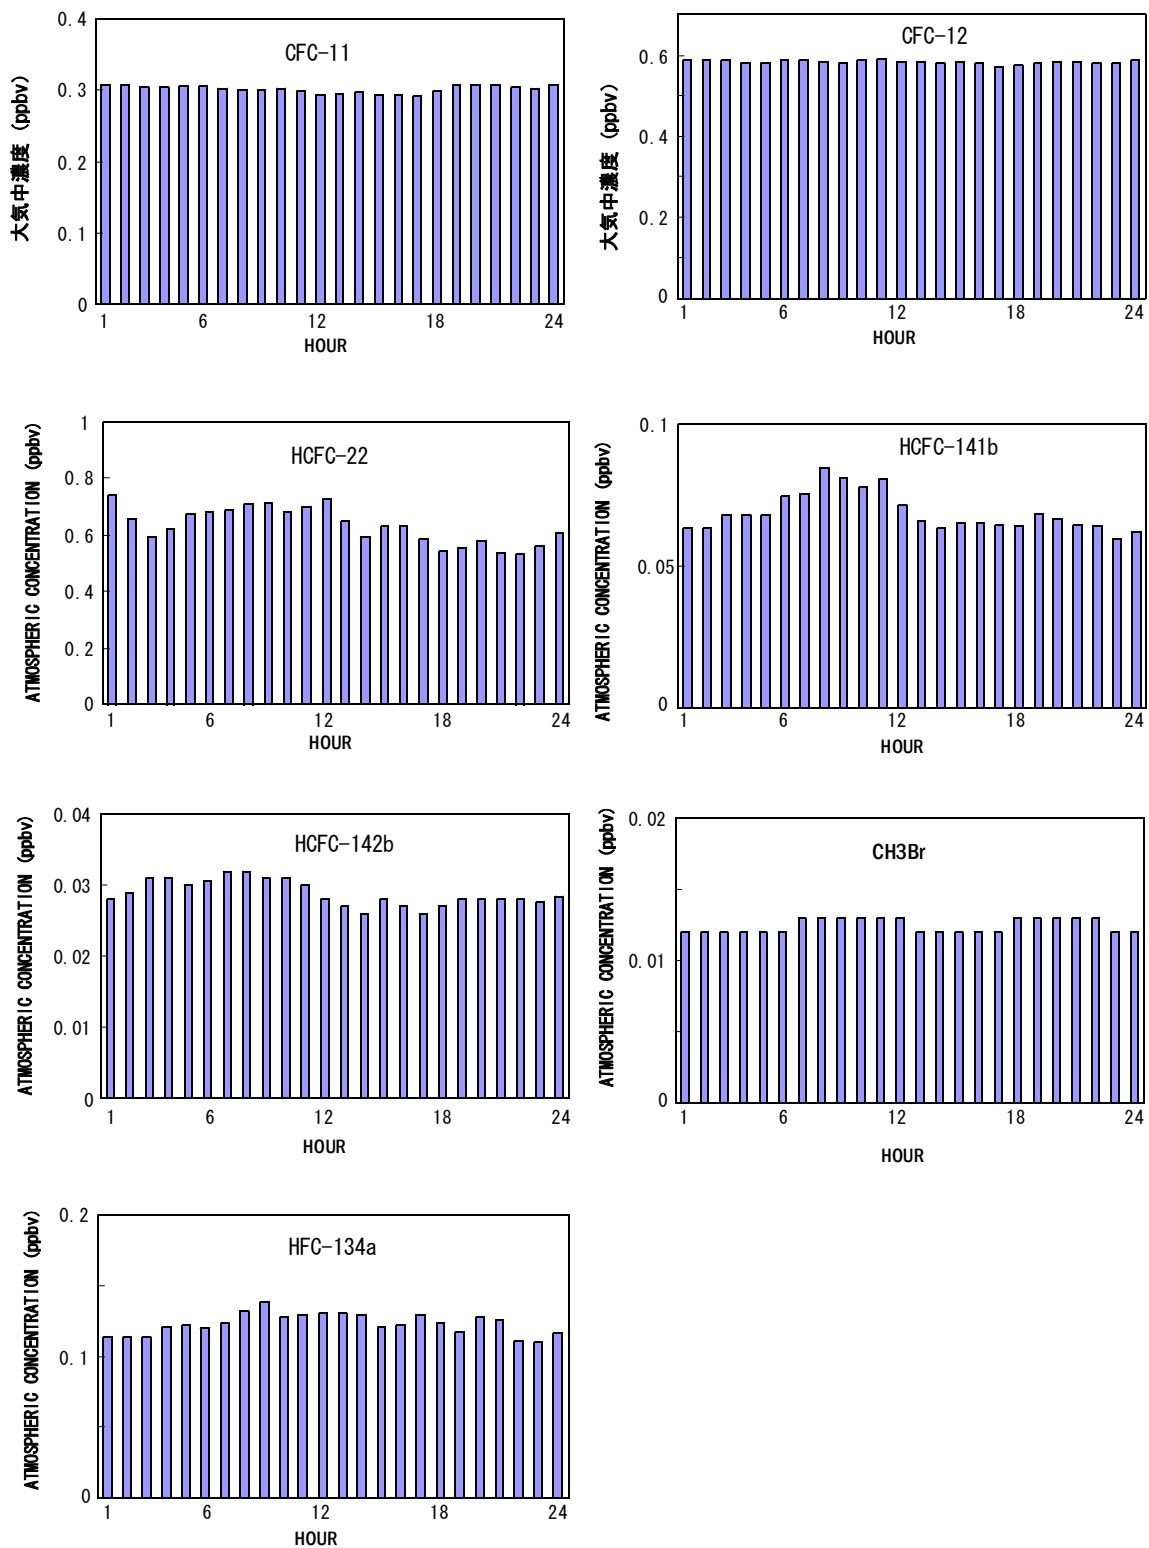 CFC-11
大気中濃度 (ppbv)
0.4
0.3
0.2
0.1
0
1 6 12 18 24
HOUR
CFC-12
大気中濃度 (ppbv)
0.6
0.4
0.2
0
1 6 12 18 24
HOUR
HCFC-22
ATMOSPHERIC CONCENTRATION (ppbv)
1
0.8
0.6
0.4
0.2
0
1 6 12 18 24
HOUR
HCFC-141b
ATMOSPHERIC CONCENTRATION (ppbv)
0.1
0.05
0
1 6 12 18 24
HOUR
HCFC-142b
ATMOSPHERIC CONCENTRATION (ppbv)
0.04
0.03
0.02
0.01
0
1 6 12 18 24
HOUR
CH3Br
ATMOSPHERIC CONCENTRATION (ppbv)
0.02
0.01
0
1 6 12 18 24
HOUR
HFC-134a
ATMOSPHERIC CONCENTRATION (ppbv)
0.2
0.1
0
1 6 12 18 24
HOUR